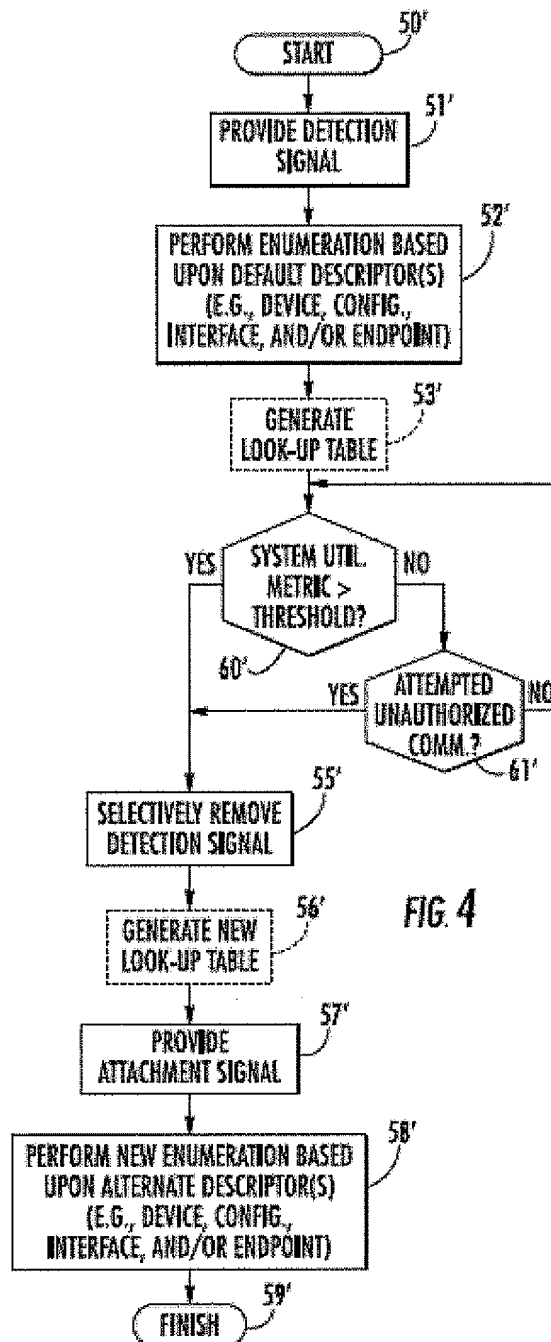 50'
START
51'
PROVIDE DETECTION
SIGNAL
52'
PERFORM ENUMERATION BASED
UPON DEFAULT DESCRIPTOR(S)
(E.G., DEVICE, CONFIG.,
INTERFACE, AND/OR ENDPOINT)
53'
GENERATE
LOOK-UP TABLE
YES
SYSTEM UTIL.
METRIC >
THRESHOLD?
NO
60'
YES
ATTEMPTED
UNAUTHORIZED
COMM.?
NO
61'
55'
SELECTIVELY REMOVE
DETECTION SIGNAL
56'
GENERATE NEW
LOOK-UP TABLE
FIG. 4
57'
PROVIDE
ATTACHMENT SIGNAL
58'
PERFORM NEW ENUMERATION BASED
UPON ALTERNATE DESCRIPTOR(S)
(E.G., DEVICE, CONFIG.,
INTERFACE, AND/OR ENDPOINT)
59'
FINISH